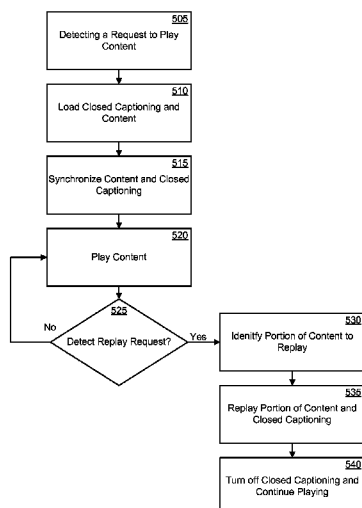 505
Detecting a Request to Play
Content
510
Load Closed Captioning and
Content
515
Synchronize Content and Closed
Captioning
520
Play Content
525
Detect Replay Request?
No
Yes
530
Idenitfy Portion of Content to
Replay
535
Replay Portion of Content and
Closed Captioning
540
Turn off Closed Captioning and
Continue Playing